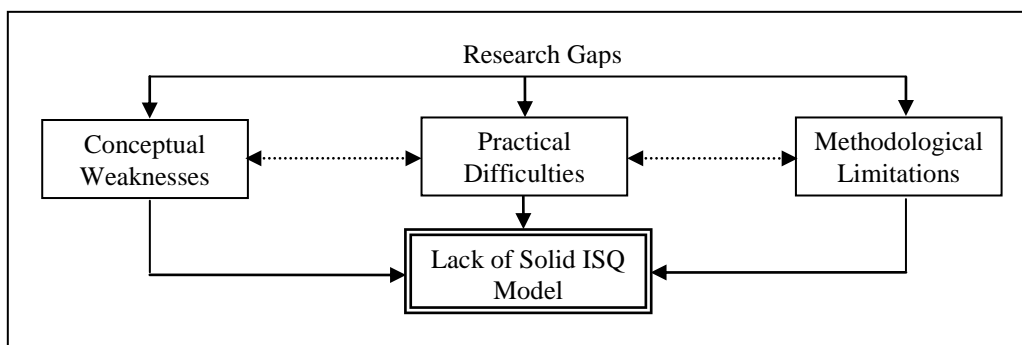 Research Gaps
Conceptual
Weaknesses
Practical
Difficulties
Methodological
Limitations
Lack of Solid ISQ
Model